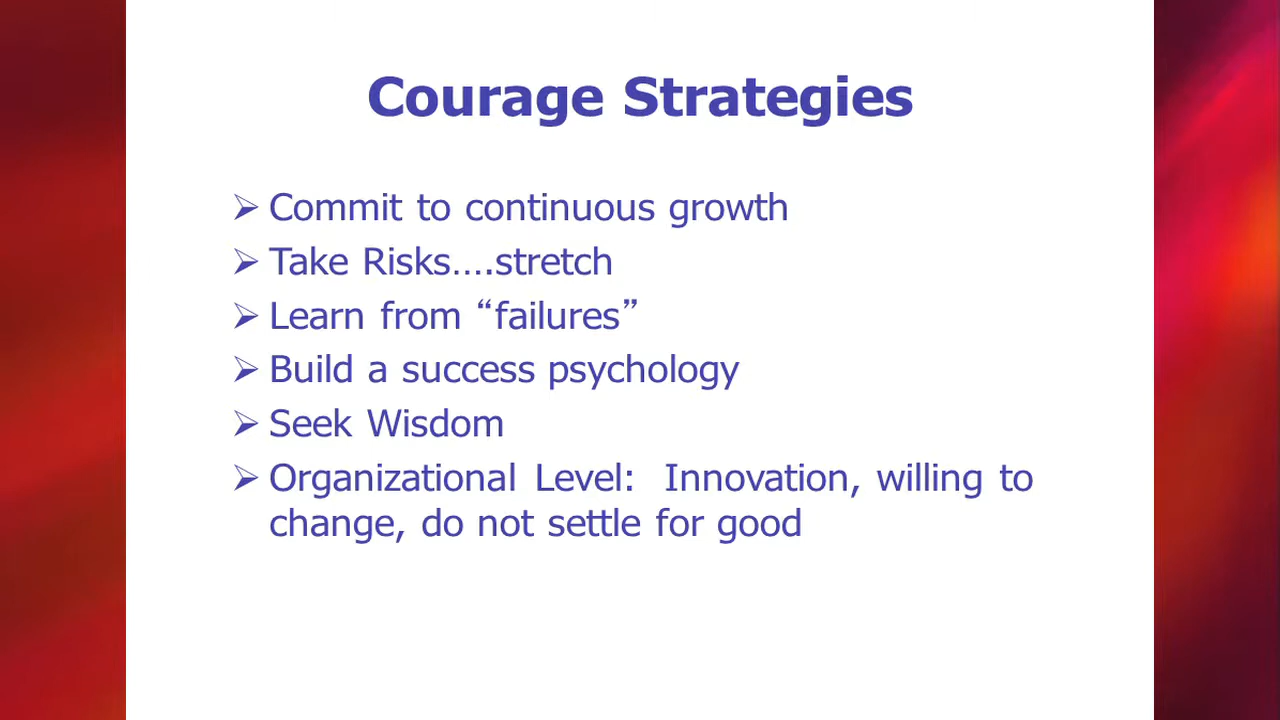 Courage Strategies
➢ Commit to continuous growth
➢ Take Risks….stretch
➢ Learn from “failures”
➢ Build a success psychology
➢ Seek Wisdom
➢ Organizational Level:  Innovation, willing to
change, do not settle for good